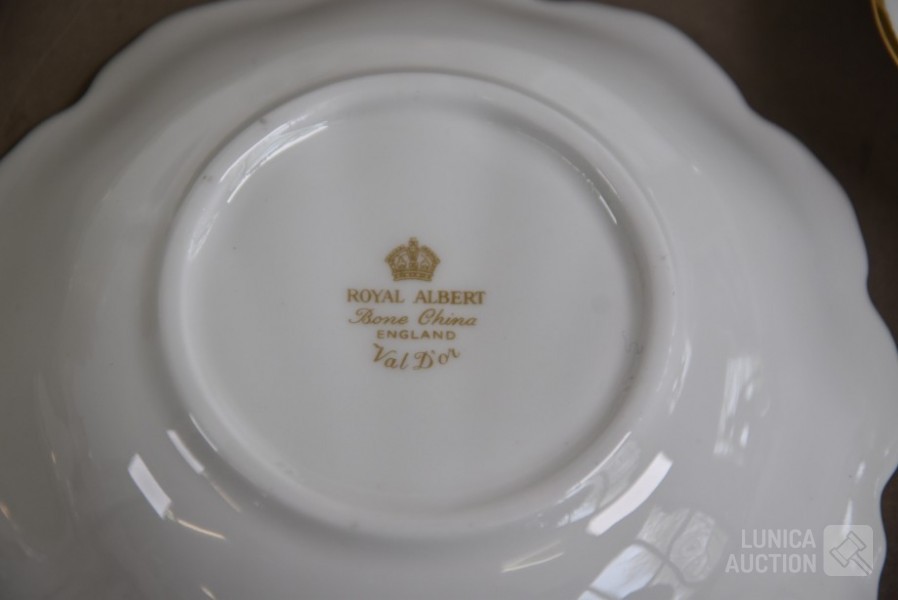 ROYAL ALBERT
Bone China
ENGLAND
Val D'or
LUNICA
AUCTION